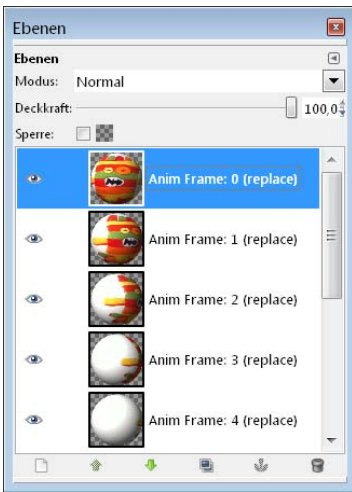 Ebenen
Ebenen
Modus: Normal
Deckkraft: 100,0
Sperre:
Anim Frame: 0 (replace)
Anim Frame: 1 (replace)
Anim Frame: 2 (replace)
Anim Frame: 3 (replace)
Anim Frame: 4 (replace)